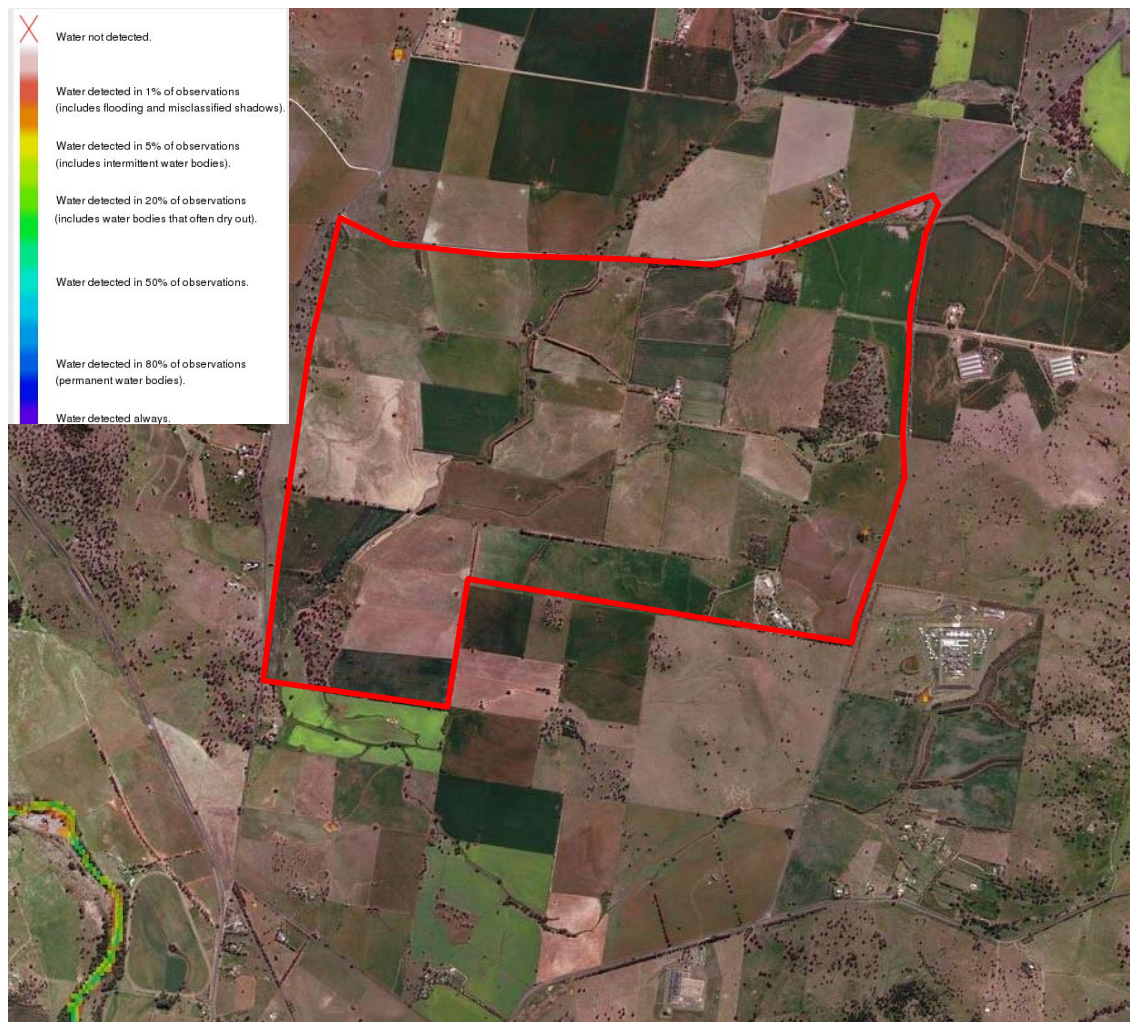 Water not detected.
Water detected in 1% of observations
(includes flooding and misclassified shadows).
Water detected in 5% of observations
(includes intermittent water bodies).
Water detected in 20% of observations
(includes water bodies that often dry out).
Water detected in 50% of observations.
Water detected in 80% of observations
(permanent water bodies).
Water detected always.